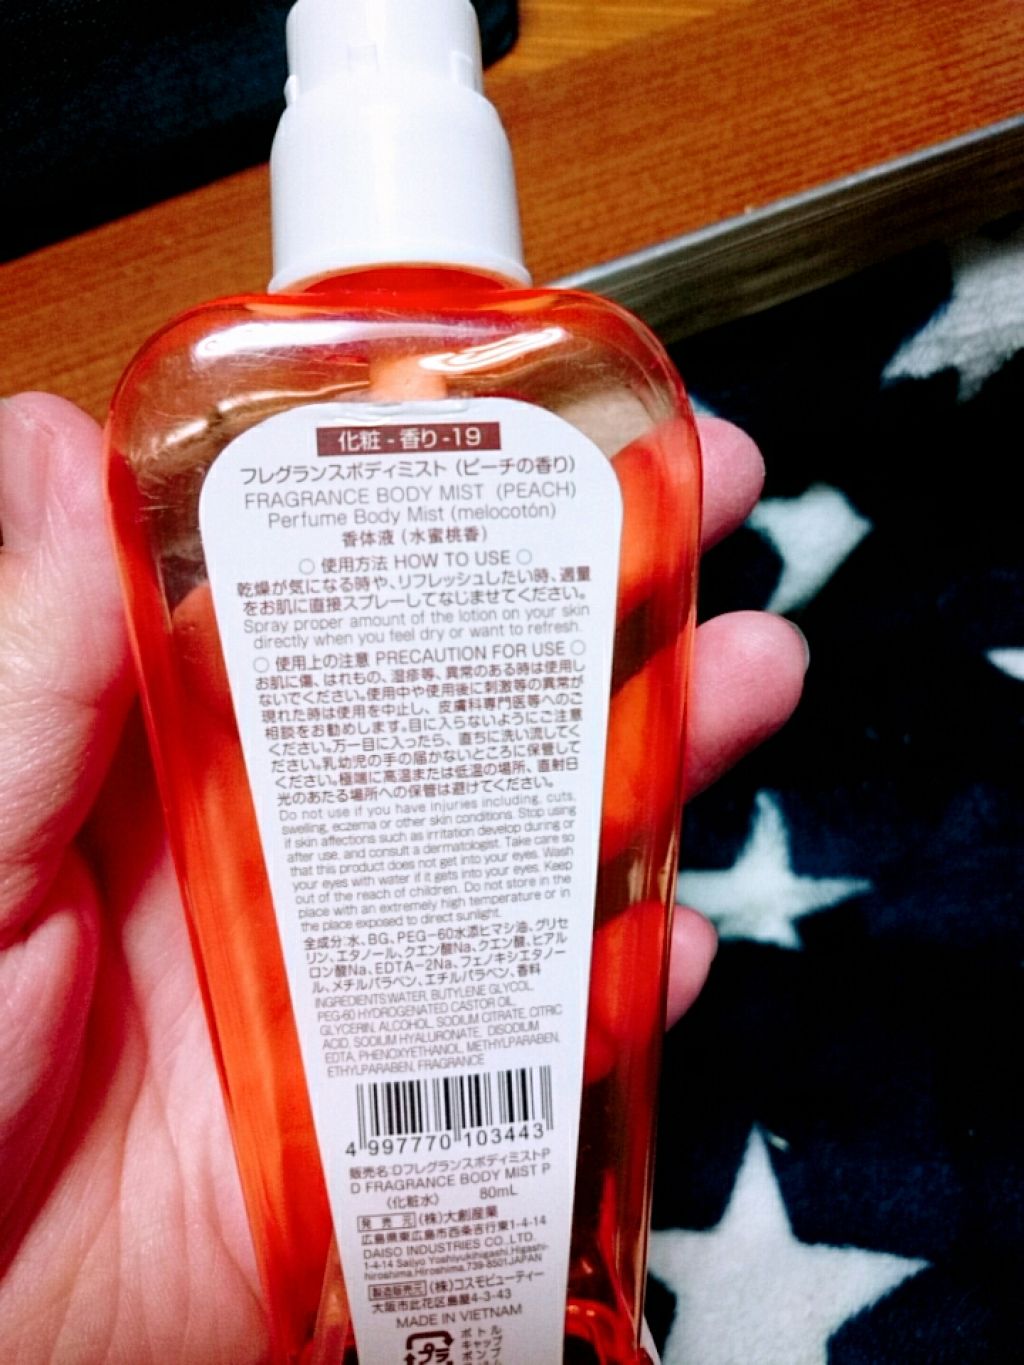 化粧 - 香り -19
フレグランスボディミスト (ピーチの香り)
FRAGRANCE BODY MIST (PEACH)
Perfume Body Mist (melocotón)
香体液 (水蜜桃香)
○ 使用方法 HOW TO USE ○
乾燥が気になる時や、リフレッシュしたい時、適量
をお肌に直接スプレーしてなじませてください。
Spray proper amount of the lotion on your skin
directly when you feel dry or want to refresh.
○ 使用上の注意 PRECAUTION FOR USE ○
お肌に傷、はれもの、湿疹等、異常のある時は使用し
ないでください。使用中や使用後に刺激等の異常が
現れた時は使用を中止し、皮膚科専門医等へのご
相談をお勧めします。目に入らないようにご注意
ください。万一目に入ったら、直ちに洗い流してく
ださい。乳幼児の手の届かないところに保管して
ください。極端に高温または低温の場所、直射日
光のあたる場所への保管は避けてください。
Do not use if you have injuries including, cuts,
swelling, eczema or other skin conditions. Stop using
if skin affections such as irritation develop during or
after use, and consult a dermatologist. Take care so
that this product does not get into your eyes. Wash
your eyes with water if it gets into your eyes. Keep
out of the reach of children. Do not store in the
place with an extremely high temperature or in
the place exposed to direct sunlight.
全成分:水、BG、PEG-60水添ヒマシ油、グリセ
リン、エタノール、クエン酸Na、クエン酸、ヒアル
ロン酸Na、EDTA-2Na、フェノキシエタノー
ル、メチルパラベン、エチルパラベン、香料
INGREDIENTS:WATER, BUTYLENE GLYCOL,
PEG-60 HYDROGENATED CASTOR OIL,
GLYCERIN, ALCOHOL, SODIUM CITRATE, CITRIC
ACID, SODIUM HYALURONATE, DISODIUM
EDTA, PHENOXYETHANOL, METHYLPARABEN,
ETHYLPARABEN, FRAGRANCE
4 997770 103443
販売名:DフレグランスボディミストP
D FRAGRANCE BODY MIST P
(化粧水) 80mL
発売元 (株)大創産業
広島県東広島市西条吉行東1-4-14
DAISO INDUSTRIES CO.,LTD.
1-4-14 Saijyo Yoshiyukihigashi,Higashi-
hiroshima,Hiroshima,739-8501JAPAN
製造販売元 (株)コスモビューティー
大阪市此花区島屋4-3-43
MADE IN VIETNAM
プラ
ボトル
キャップ
ポンプ